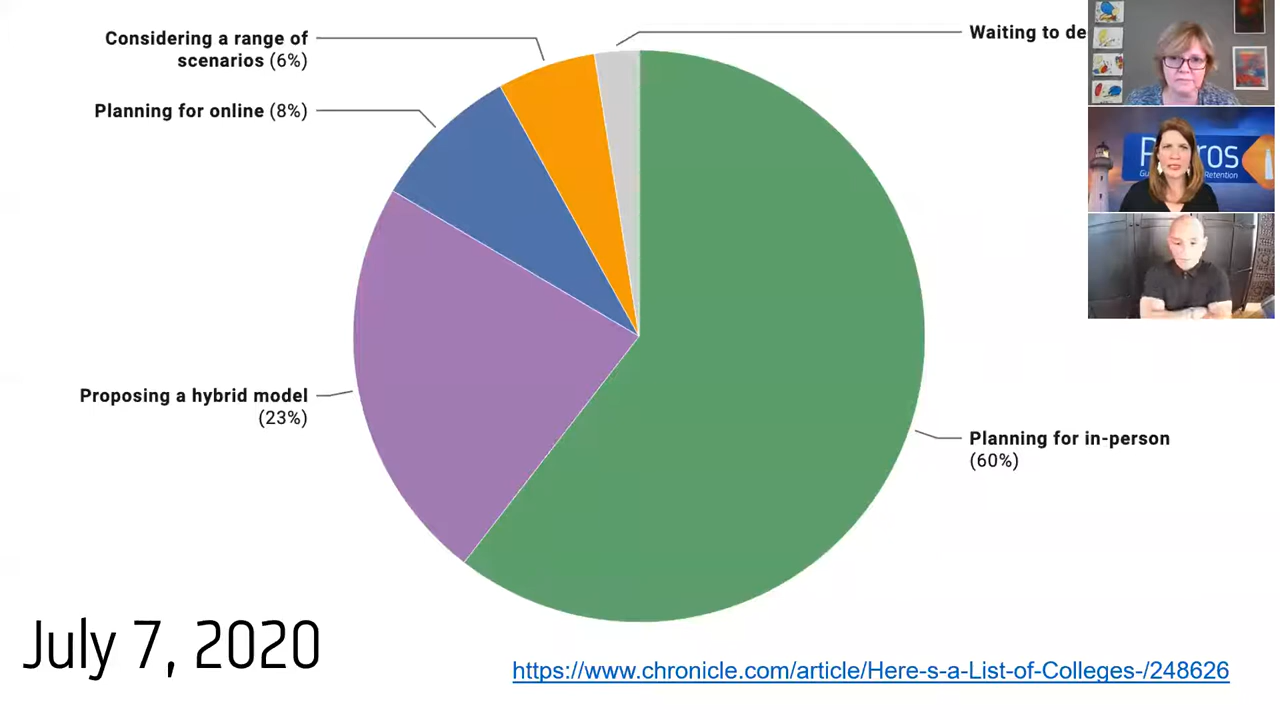 Considering a range of
scenarios (6%)
Waiting to de
Planning for online (8%)
Proposing a hybrid model
(23%)
Planning for in-person
(60%)
July 7, 2020
https://www.chronicle.com/article/Here-s-a-List-of-Colleges-/248626
Retention